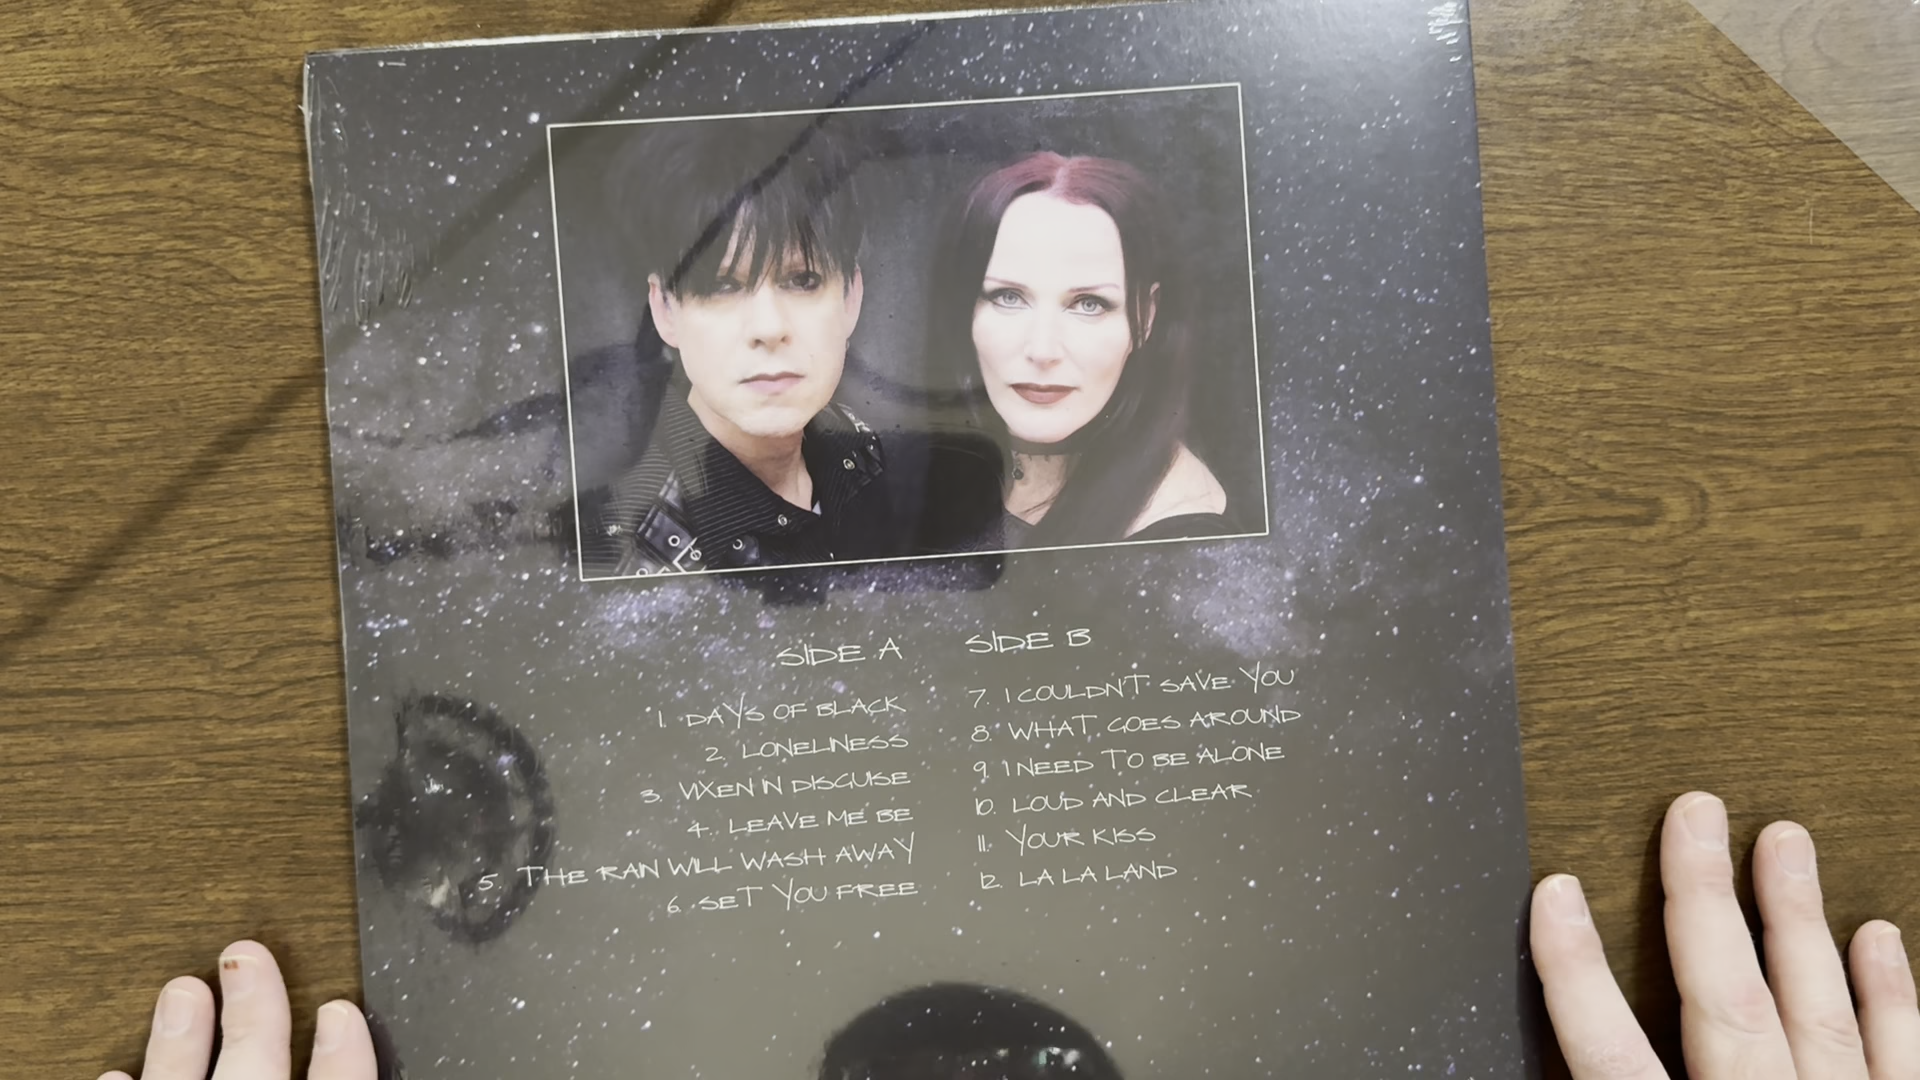 SIDE A
1. DAYS OF BLACK
2. LONELINESS
3. VIXEN IN DISGUISE
4. LEAVE ME BE
5. THE RAIN WILL WASH AWAY
6. SET YOU FREE
SIDE B
7. I COULDN'T SAVE YOU
8. WHAT GOES AROUND
9. I NEED TO BE ALONE
10. LOUD AND CLEAR
11. YOUR KISS
12. LA LA LAND